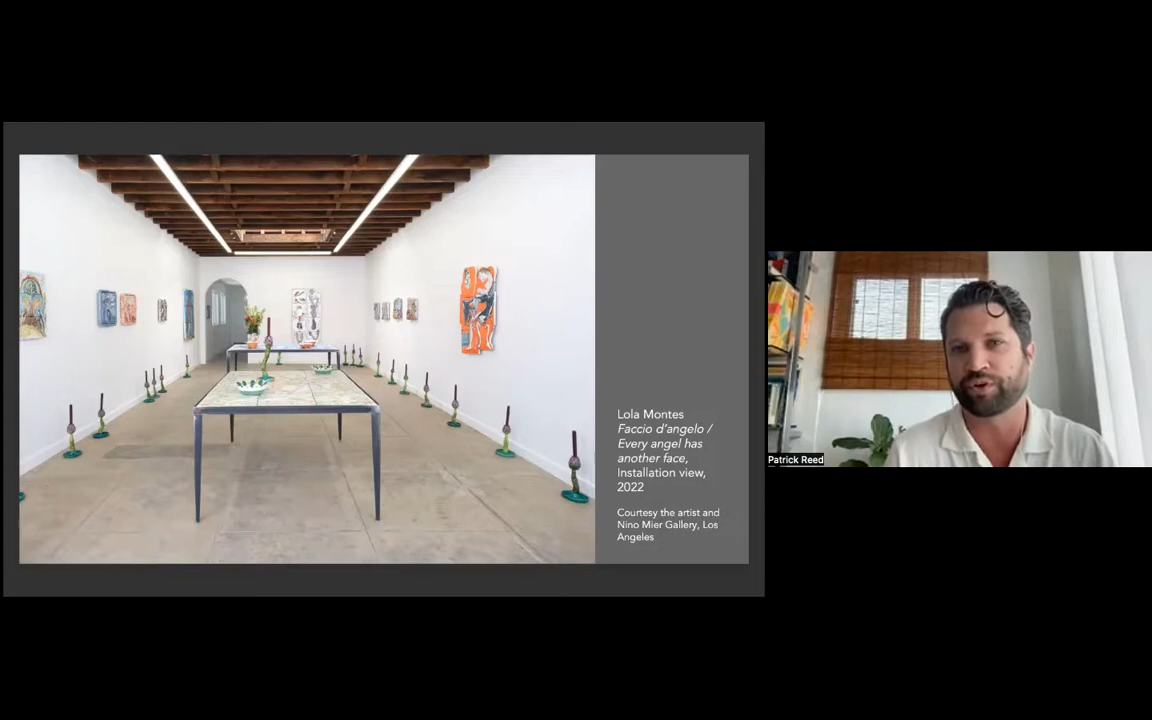 Lola Montes
Faccio d’angelo /
Every angel has
another face,
Installation view,
2022
Courtesy the artist and
Nino Mier Gallery, Los
Angeles
Patrick Reed